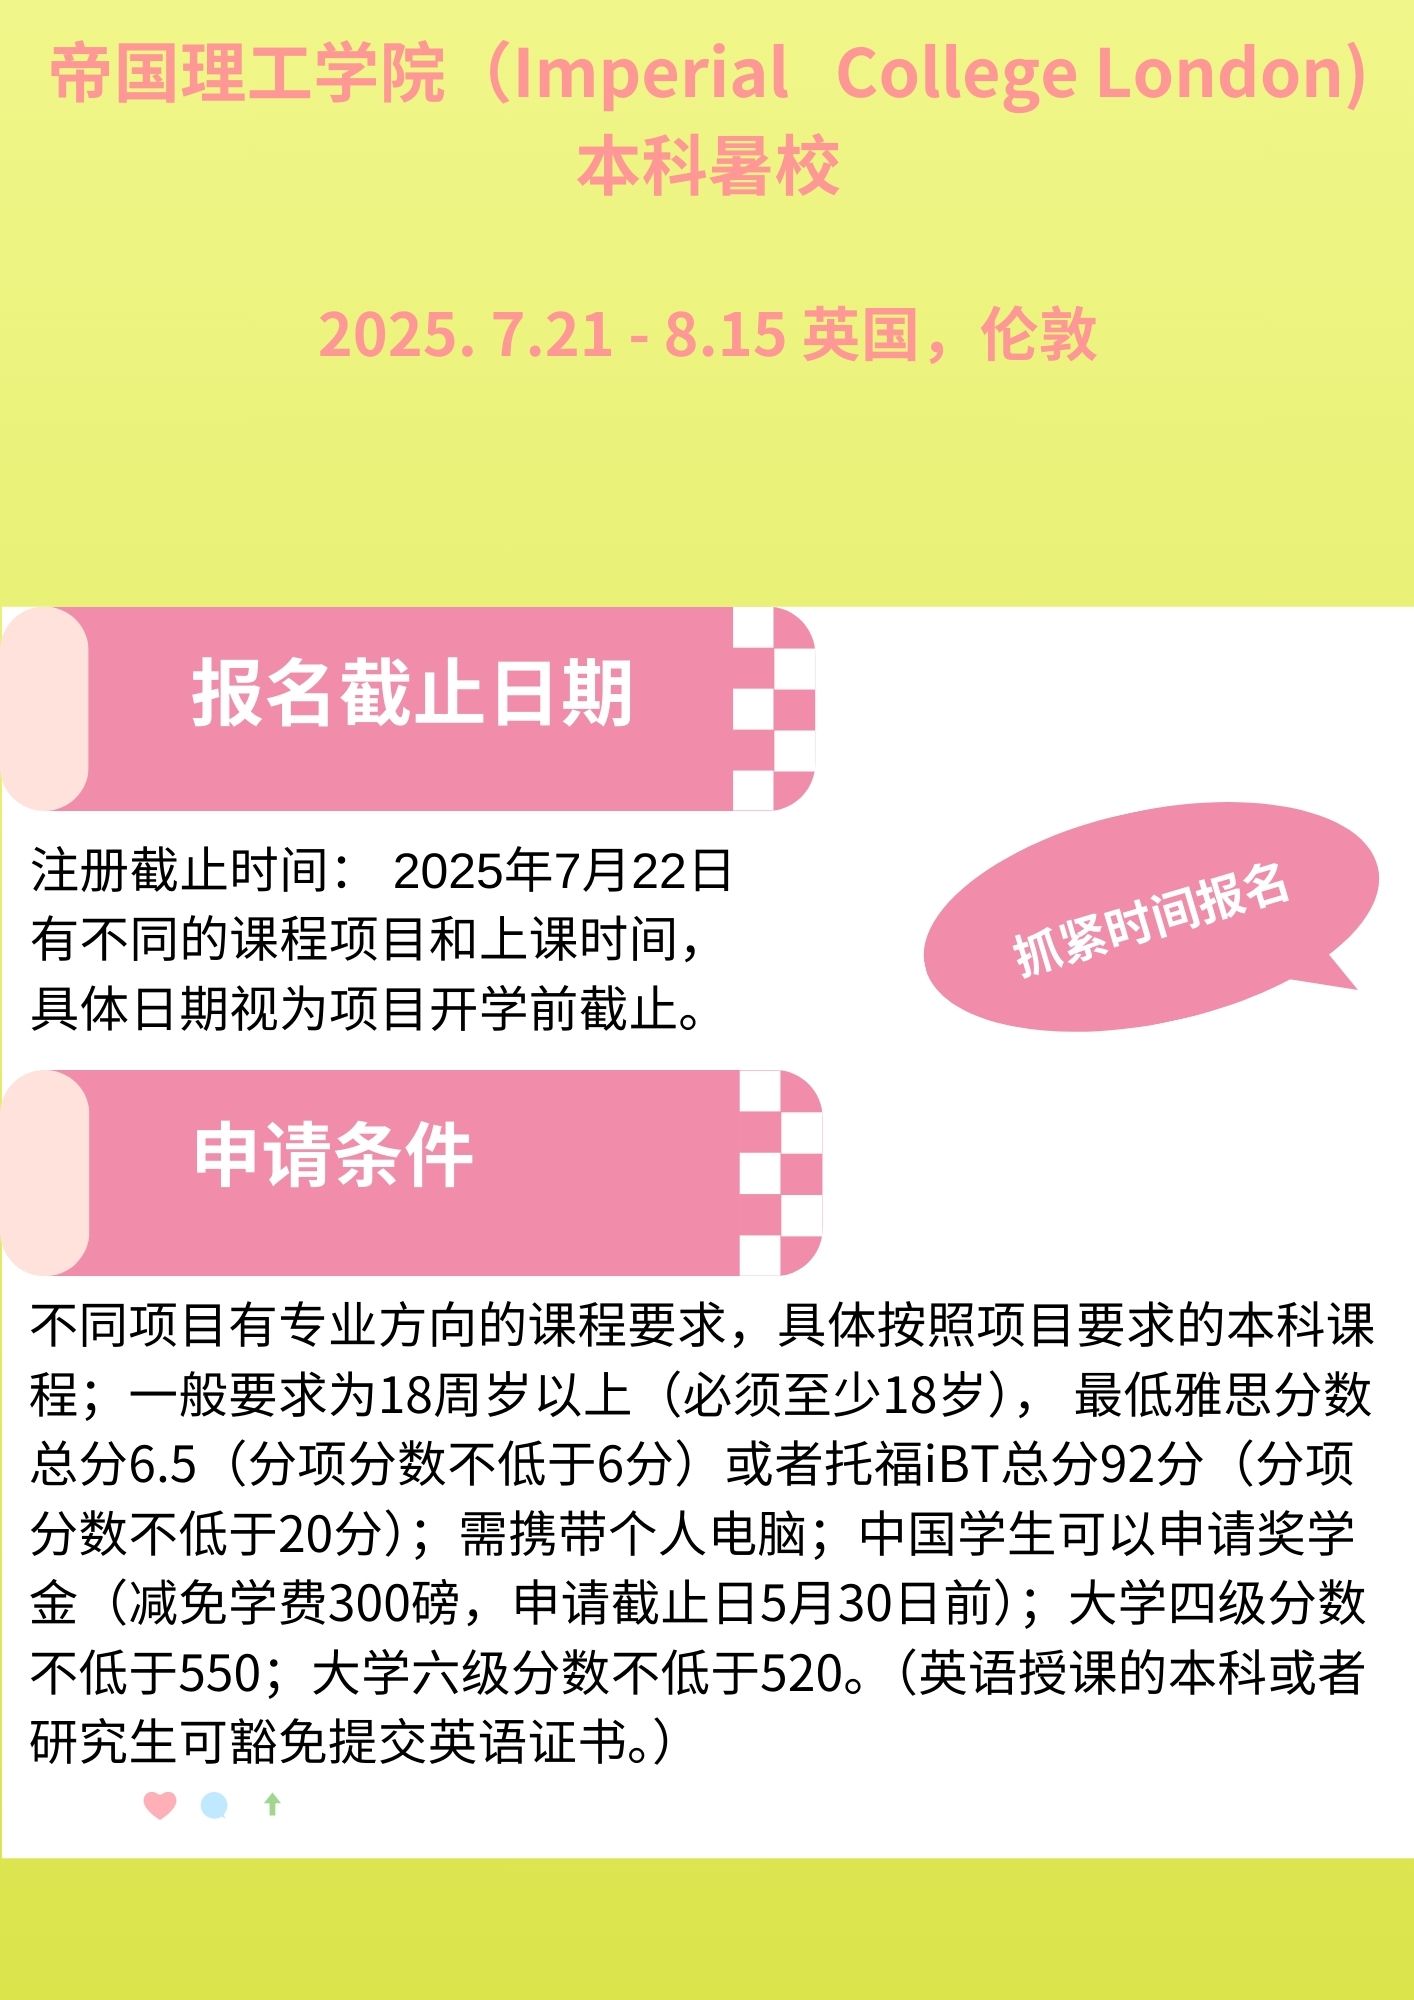 帝国理工学院（Imperial College London)
本科暑校
2025. 7.21 - 8.15 英国，伦敦
报名截止日期
注册截止时间： 2025年7月22日
有不同的课程项目和上课时间，
具体日期视为项目开学前截止。
抓紧时间报名
申请条件
不同项目有专业方向的课程要求，具体按照项目要求的本科课
程；一般要求为18周岁以上（必须至少18岁）， 最低雅思分数
总分6.5（分项分数不低于6分）或者托福iBT总分92分（分项
分数不低于20分）；需携带个人电脑；中国学生可以申请奖学
金（减免学费300磅，申请截止日5月30日前）；大学四级分数
不低于550；大学六级分数不低于520。（英语授课的本科或者
研究生可豁免提交英语证书。）